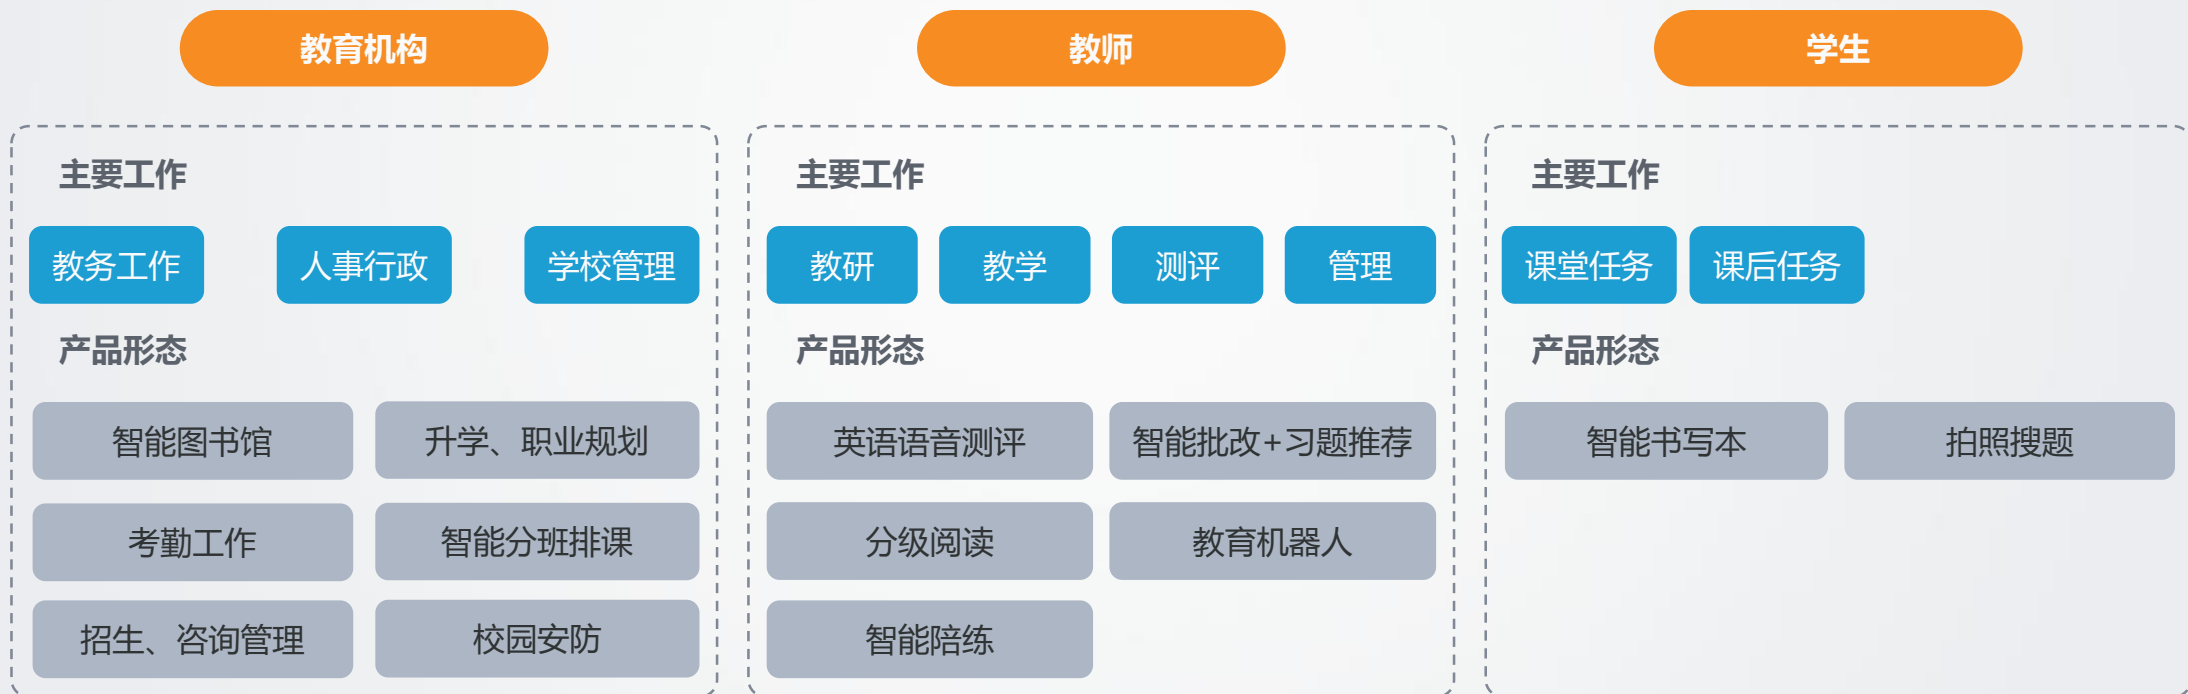 教育机构
主要工作
教务工作
人事行政
学校管理
产品形态
智能图书馆
升学、职业规划
考勤工作
智能分班排课
招生、咨询管理
校园安防
教师
主要工作
教研
教学
测评
管理
产品形态
英语语音测评
智能批改+习题推荐
分级阅读
教育机器人
智能陪练
学生
主要工作
课堂任务
课后任务
产品形态
智能书写本
拍照搜题